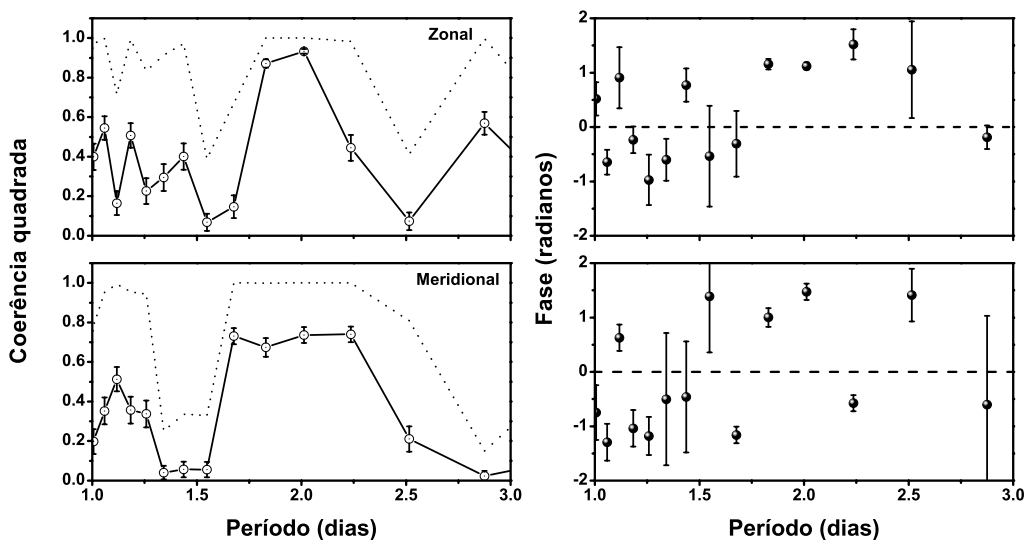 Zonal
1.0
0.8
0.6
0.4
0.2
0.0
Meridional
1.0
0.8
0.6
0.4
0.2
0.0
1.0 1.5 2.0 2.5 3.0
Coerência quadrada
Período (dias)
2
1
0
-1
-2
2
1
0
-1
-2
1.0 1.5 2.0 2.5 3.0
Fase (radianos)
Período (dias)